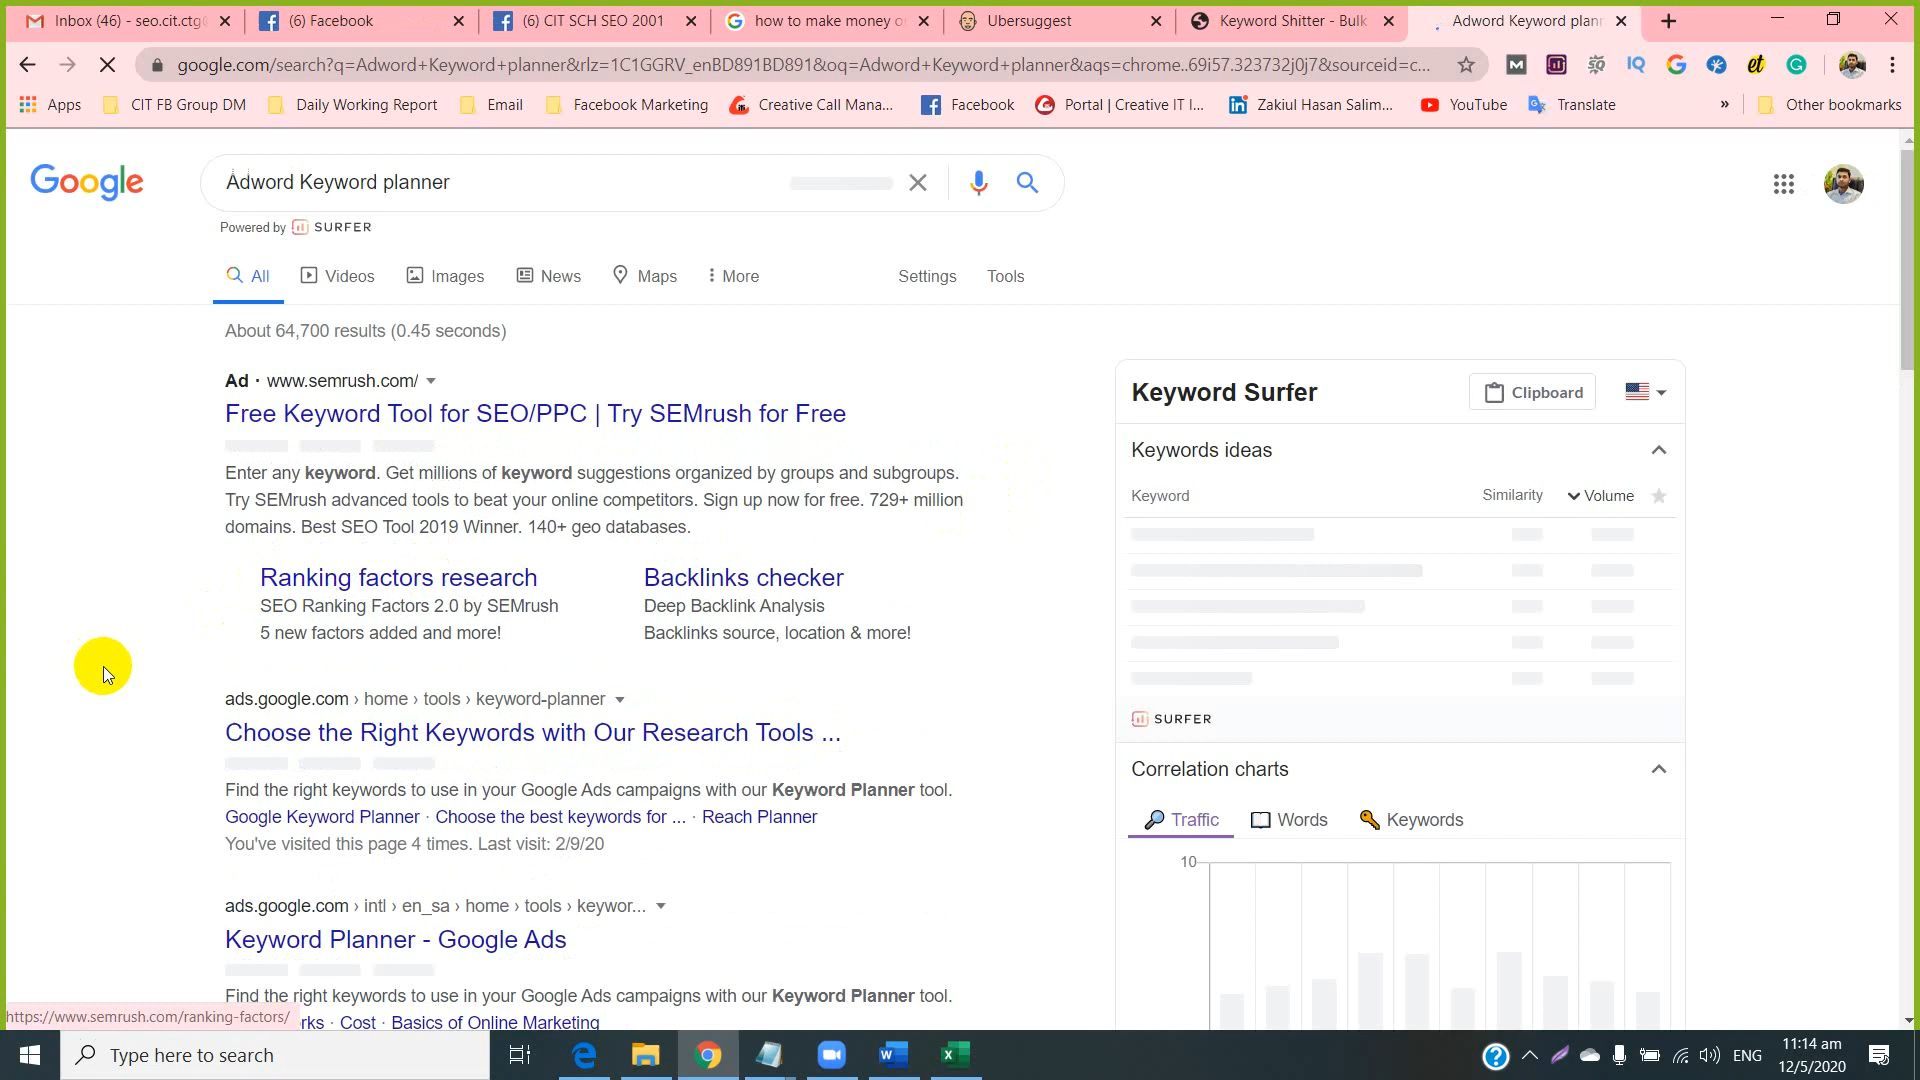 Inbox (46) - seo.cit.ctg@
(6) Facebook
(6) CIT SCH SEO 2001
how to make money o
Ubersuggest
Keyword Shitter - Bulk
Adword Keyword plann
google.com/search?q=Adword+Keyword+planner&rlz=1C1GGRV_enBD891BD891&oq=Adword+Keyword+planner&aqs=chrome..69i57.323732j0j7&sourceid=c...
Apps
CIT FB Group DM
Daily Working Report
Email
Facebook Marketing
Creative Call Mana...
Facebook
Portal | Creative IT I...
Zakiul Hasan Salim...
YouTube
Translate
»
Other bookmarks
Google
Adword Keyword planner
Powered by SURFER
All
Videos
Images
News
Maps
More
Settings
Tools
About 64,700 results (0.45 seconds)
Ad · www.semrush.com/
Free Keyword Tool for SEO/PPC | Try SEMrush for Free
Enter any keyword. Get millions of keyword suggestions organized by groups and subgroups.
Try SEMrush advanced tools to beat your online competitors. Sign up now for free. 729+ million
domains. Best SEO Tool 2019 Winner. 140+ geo databases.
Ranking factors research
SEO Ranking Factors 2.0 by SEMrush
5 new factors added and more!
Backlinks checker
Deep Backlink Analysis
Backlinks source, location & more!
ads.google.com › home › tools › keyword-planner
Choose the Right Keywords with Our Research Tools ...
Find the right keywords to use in your Google Ads campaigns with our Keyword Planner tool.
Google Keyword Planner · Choose the best keywords for ... · Reach Planner
You've visited this page 4 times. Last visit: 2/9/20
ads.google.com › intl › en_sa › home › tools › keywor...
Keyword Planner - Google Ads
Find the right keywords to use in your Google Ads campaigns with our Keyword Planner tool.
rks · Cost · Basics of Online Marketing
https://www.semrush.com/ranking-factors/
Keyword Surfer
Clipboard
Keywords ideas
Keyword
Similarity
Volume
SURFER
Correlation charts
Traffic
Words
Keywords
10
Type here to search
ENG
11:14 am
12/5/2020